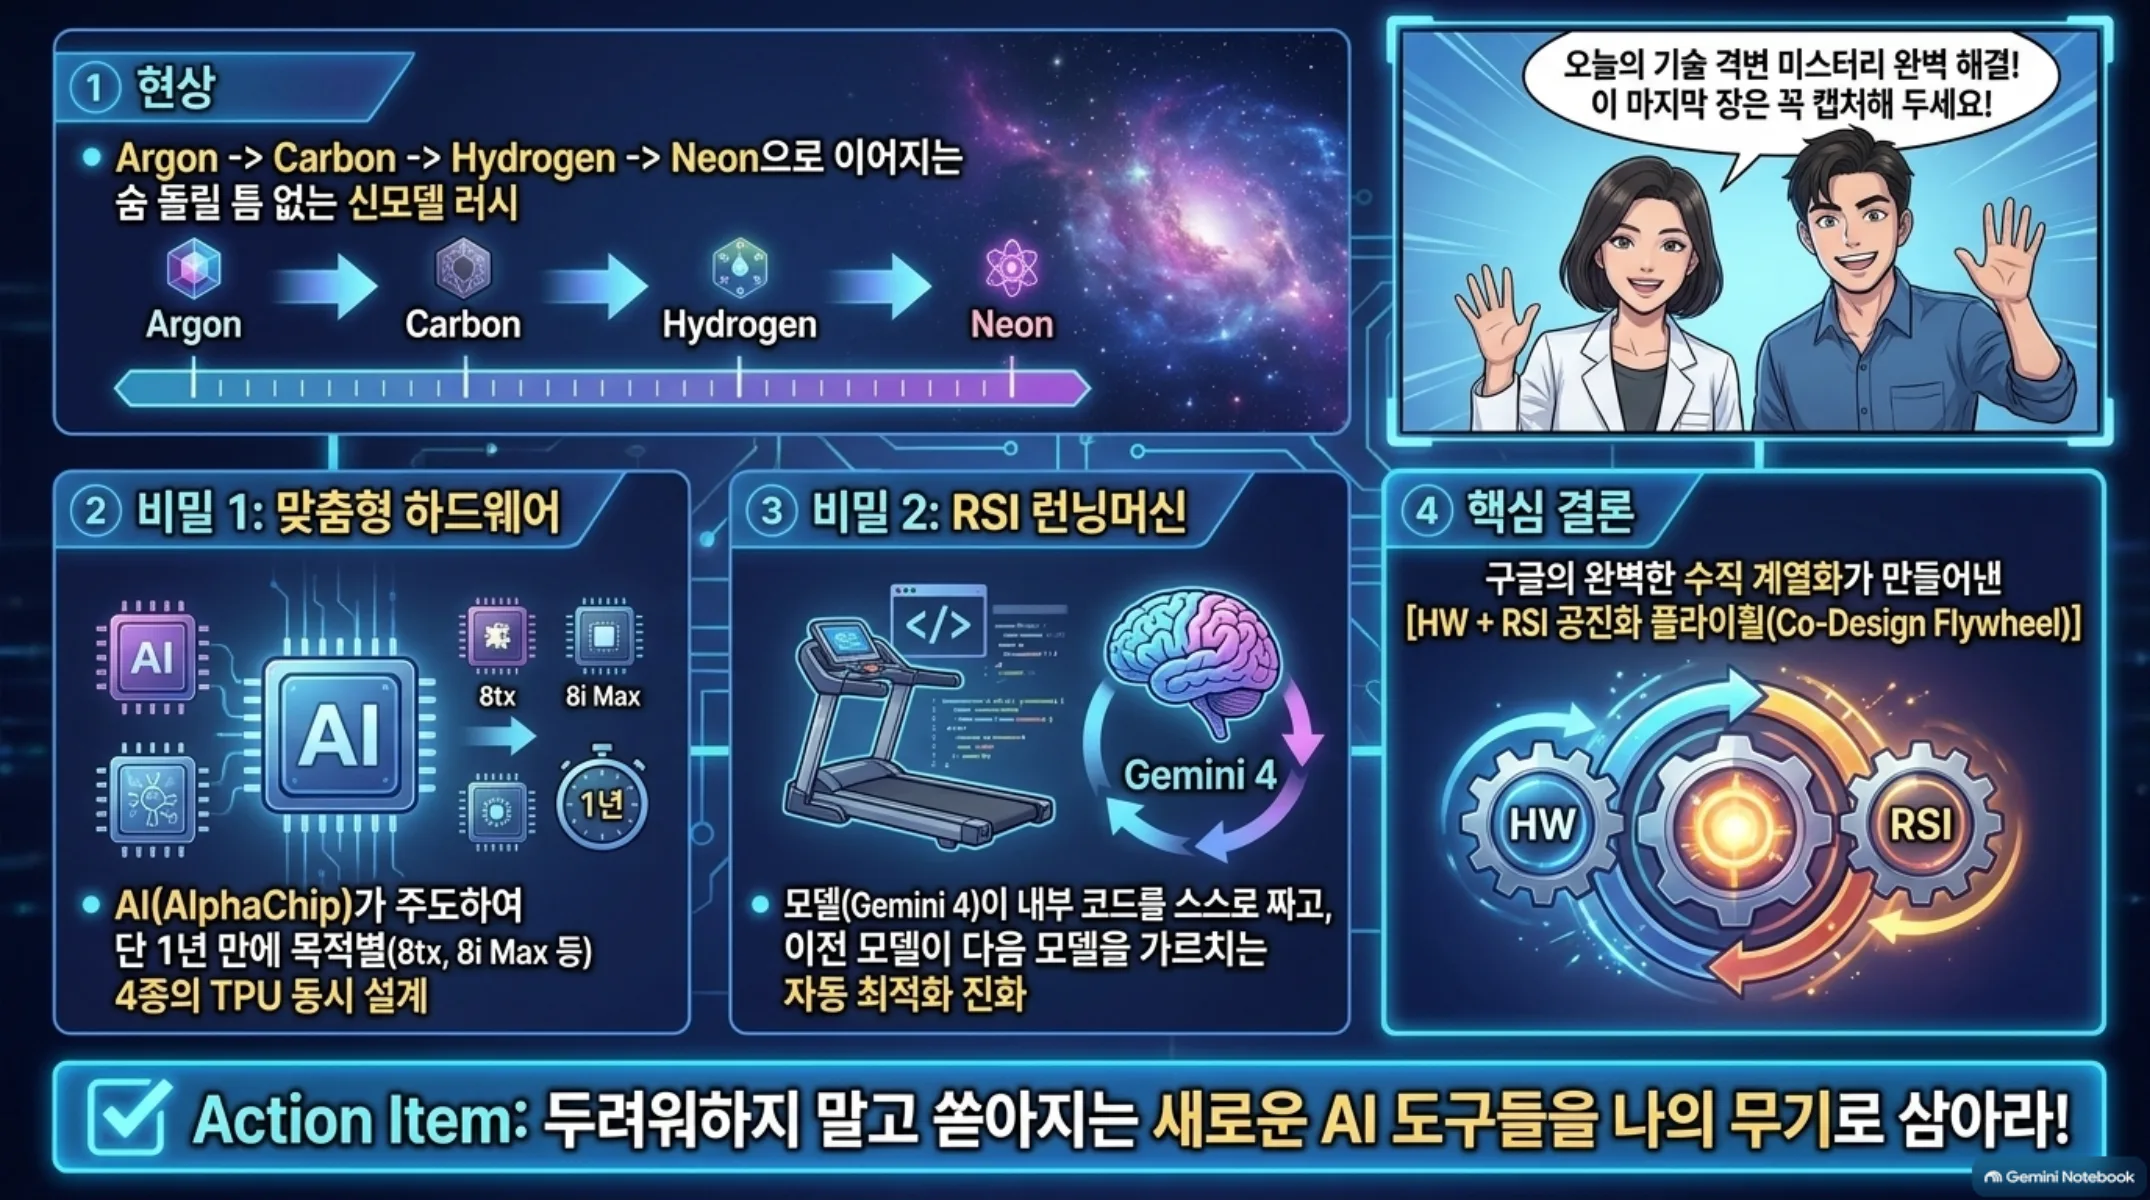 1 현상
Argon -> Carbon -> Hydrogen -> Neon으로 이어지는
숨 돌릴 틈 없는 신모델 러시
Argon
Carbon
Hydrogen
Neon
오늘의 기술 격변 미스터리 완벽 해결!
이 마지막 장은 꼭 캡처해 두세요!
2 비밀 1: 맞춤형 하드웨어
AI
AI
8tx
8i Max
1년
AI(AlphaChip)가 주도하여
단 1년 만에 목적별(8tx, 8i Max 등)
4종의 TPU 동시 설계
3 비밀 2: RSI 런닝머신
</>
Gemini 4
모델(Gemini 4)이 내부 코드를 스스로 짜고,
이전 모델이 다음 모델을 가르치는
자동 최적화 진화
4 핵심 결론
구글의 완벽한 수직 계열화가 만들어낸
[HW + RSI 공진화 플라이휠(Co-Design Flywheel)]
HW
RSI
Action Item: 두려워하지 말고 쏟아지는 새로운 AI 도구들을 나의 무기로 삼아라!
Gemini Notebook